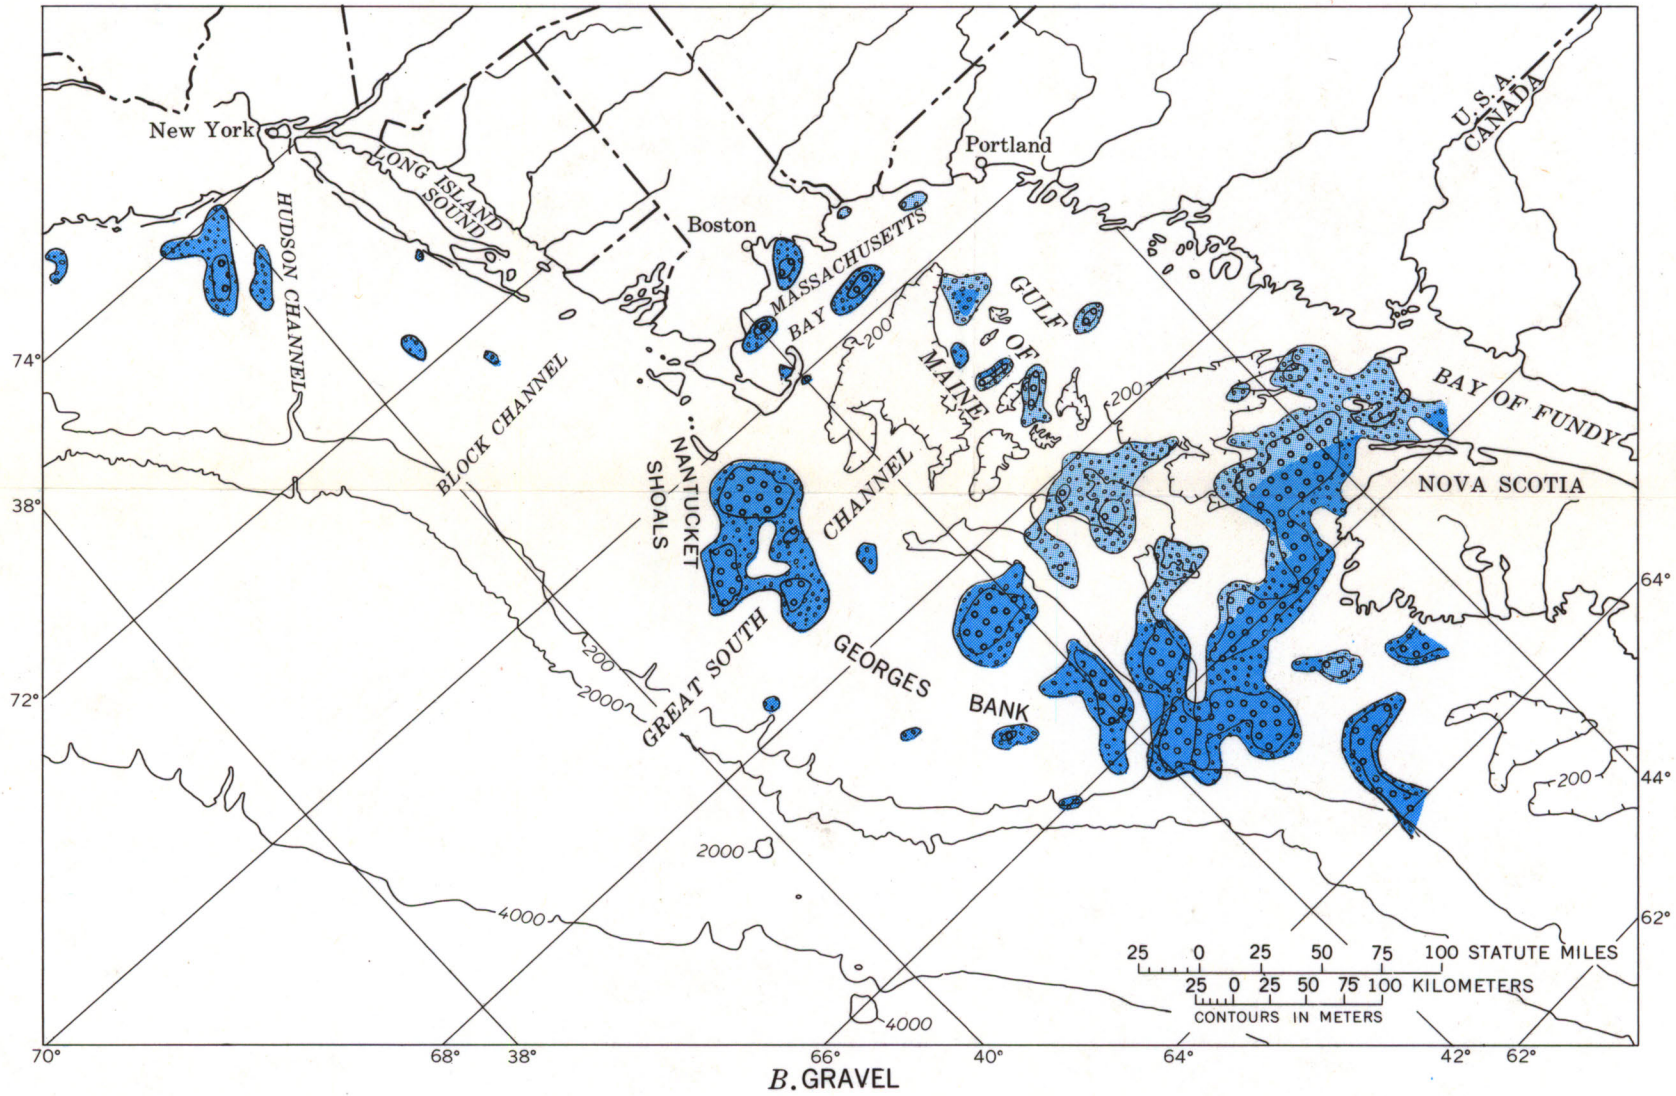 U.S.A.
CANADA
New York
Portland
LONG ISLAND
SOUND
HUDSON CHANNEL
Boston
MASSACHUSETTS
BAY
GULF
OF
MAINE
200
200
74°
BLOCK CHANNEL
BAY OF FUNDY
NANTUCKET
SHOALS
CHANNEL
NOVA SCOTIA
38°
64°
GREAT SOUTH
GEORGES
BANK
200
2000
72°
200
44°
2000
4000
62°
25 0 25 50 75 100 STATUTE MILES
25 0 25 50 75 100 KILOMETERS
CONTOURS IN METERS
4000
70° 68° 38° 66° 40° 64° 42° 62°
B. GRAVEL